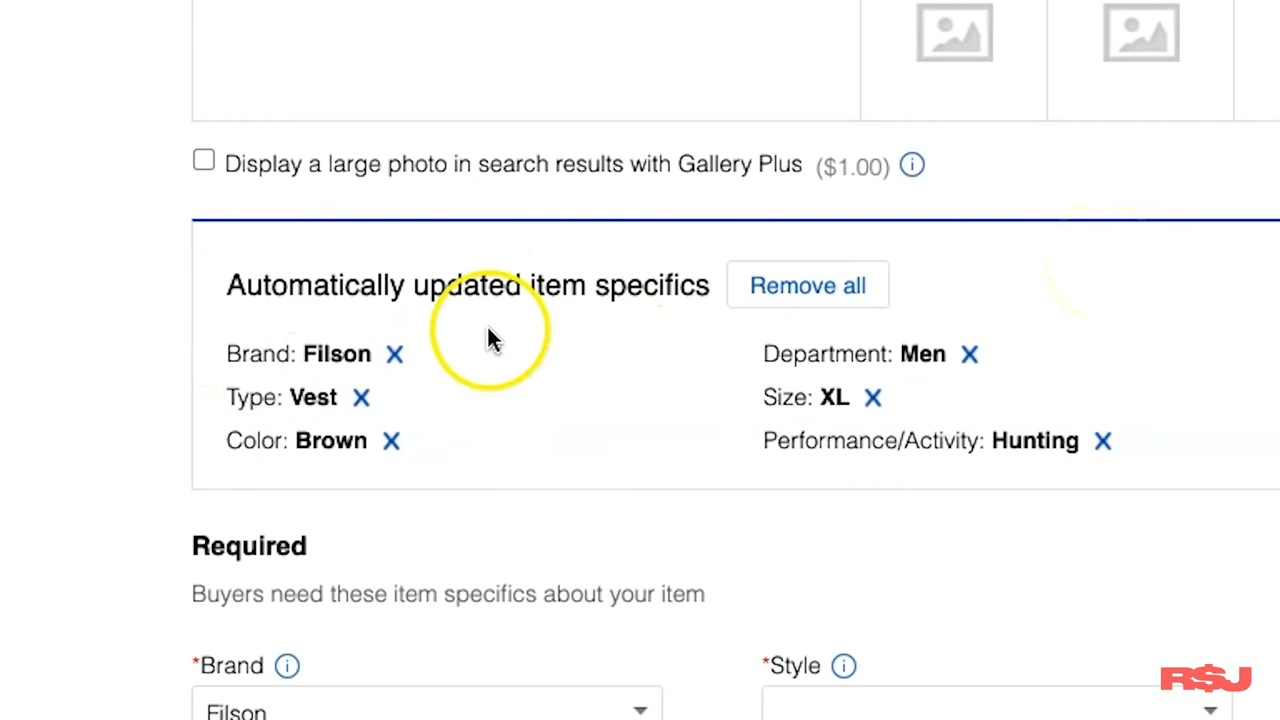 Display a large photo in search results with Gallery Plus ($1.00)
Automatically updated item specifics Remove all
Brand: Filson Department: Men
Type: Vest Size: XL
Color: Brown Performance/Activity: Hunting
Required
Buyers need these item specifics about your item
*Brand *Style
Filson
R$J